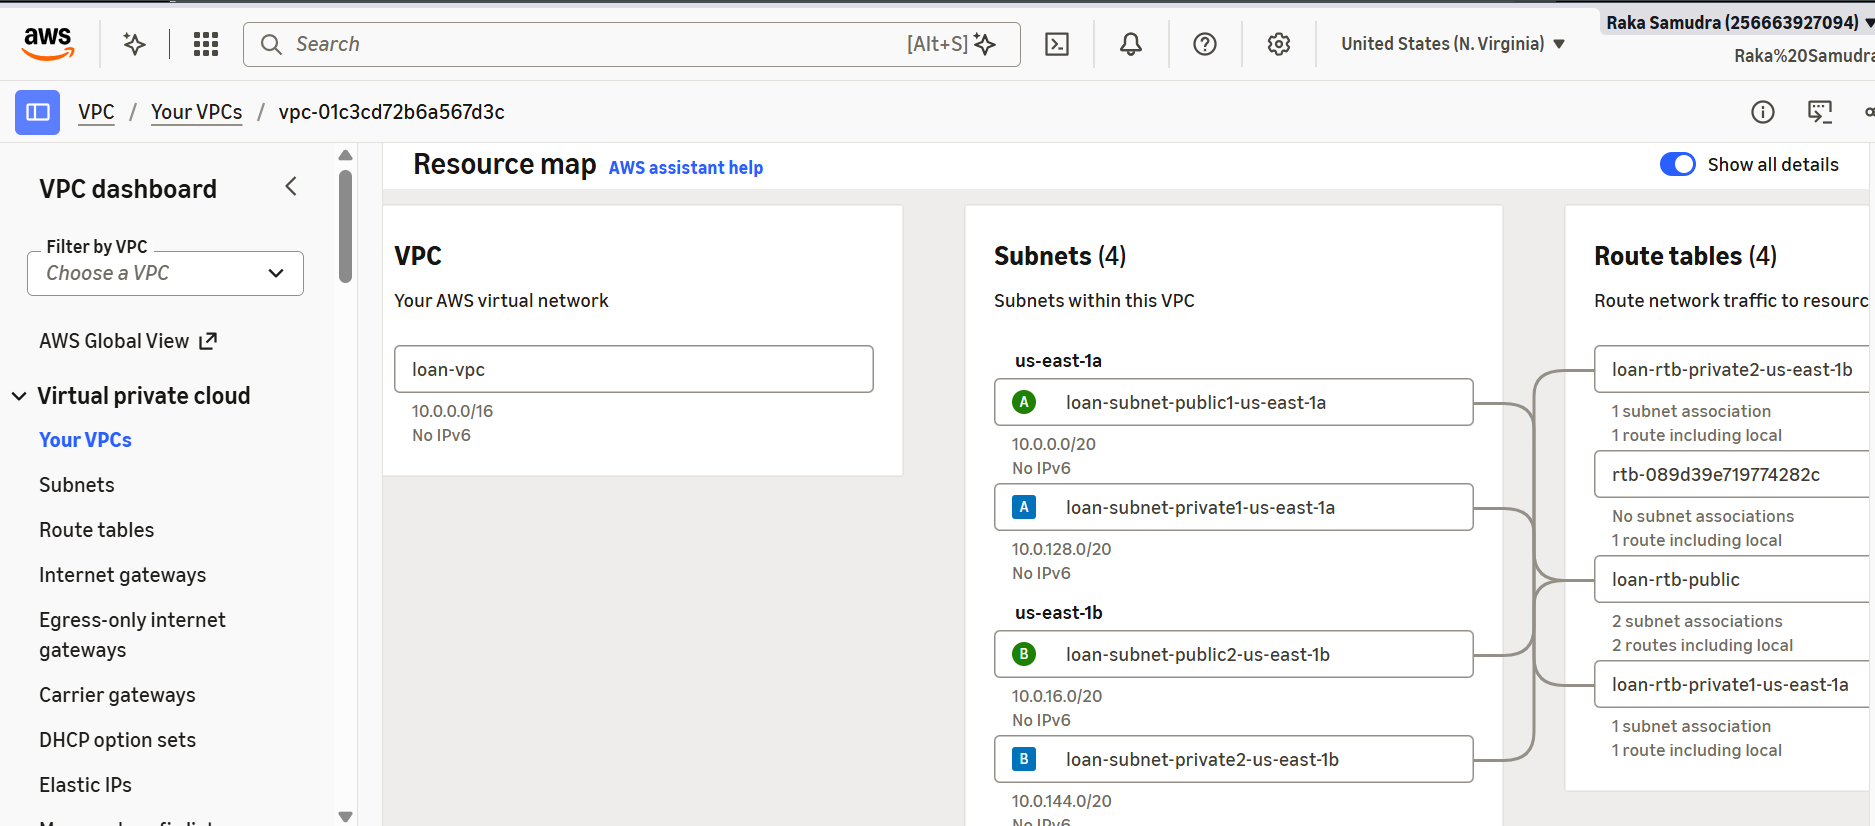 aws
Search
[Alt+S]
United States (N. Virginia)
Raka Samudra (256663927094)
Raka%20Samudra
VPC / Your VPCs / vpc-01c3cd72b6a567d3c
VPC dashboard
Filter by VPC
Choose a VPC
AWS Global View
Virtual private cloud
Your VPCs
Subnets
Route tables
Internet gateways
Egress-only internet
gateways
Carrier gateways
DHCP option sets
Elastic IPs
Resource map AWS assistant help
Show all details
VPC
Your AWS virtual network
loan-vpc
10.0.0.0/16
No IPv6
Subnets (4)
Subnets within this VPC
us-east-1a
A loan-subnet-public1-us-east-1a
10.0.0.0/20
No IPv6
A loan-subnet-private1-us-east-1a
10.0.128.0/20
No IPv6
us-east-1b
B loan-subnet-public2-us-east-1b
10.0.16.0/20
No IPv6
B loan-subnet-private2-us-east-1b
10.0.144.0/20
No IPv6
Route tables (4)
Route network traffic to resourc
loan-rtb-private2-us-east-1b
1 subnet association
1 route including local
rtb-089d39e719774282c
No subnet associations
1 route including local
loan-rtb-public
2 subnet associations
2 routes including local
loan-rtb-private1-us-east-1a
1 subnet association
1 route including local